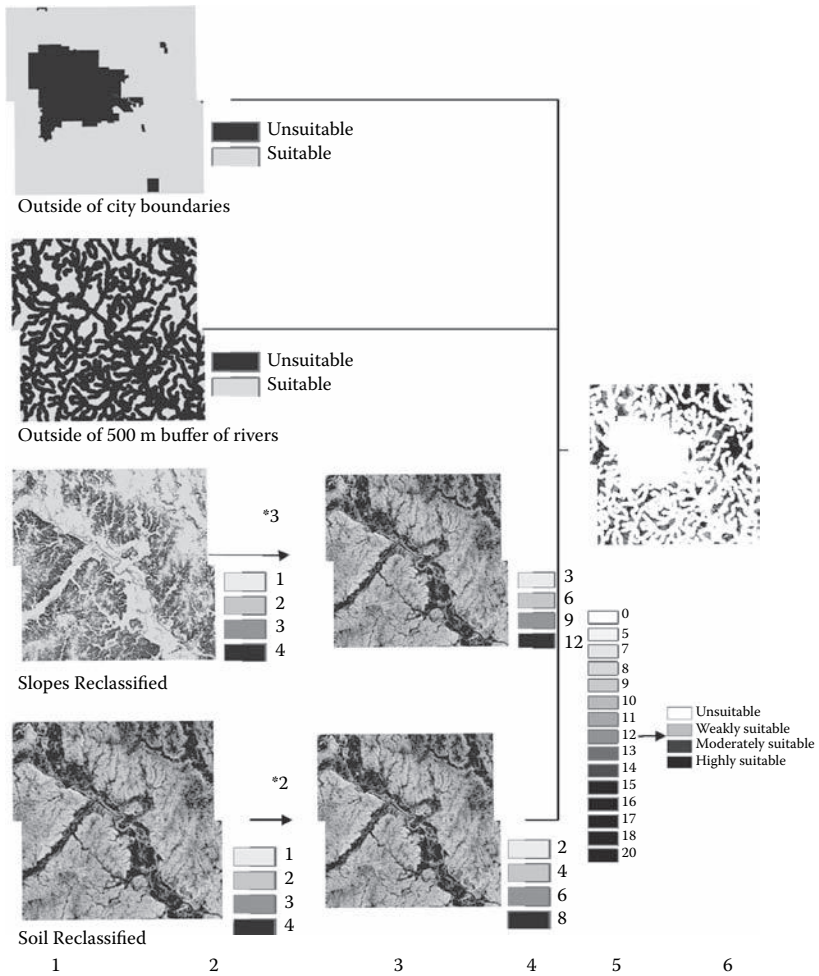 Unsuitable
Suitable
Outside of city boundaries
Unsuitable
Suitable
Outside of 500 m buffer of rivers
*3
1
2
3
4
3
6
9
12
Slopes Reclassified
*2
1
2
3
4
2
4
6
8
Soil Reclassified
0
5
7
8
9
10
11
12
13
14
15
16
17
18
20
Unsuitable
Weakly suitable
Moderately suitable
Highly suitable
1 2 3 4 5 6